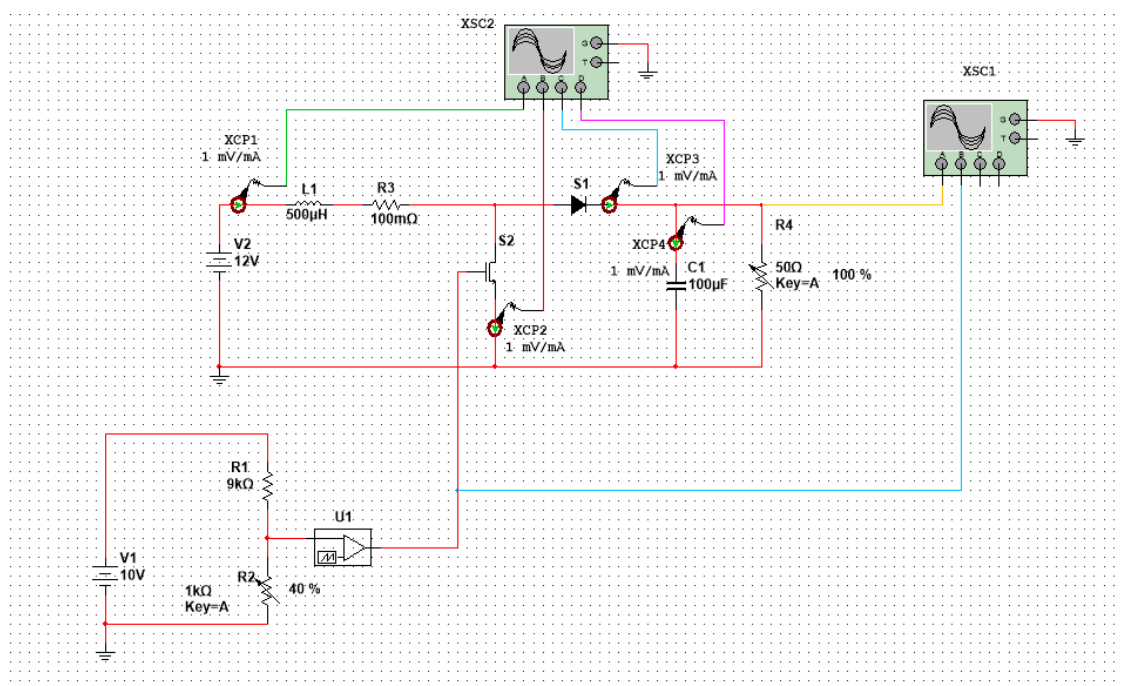 XSC2
G
T
A B C D
XSC1
G
T
A B C D
XCP1
1 mV/mA
L1
500µH
R3
100mΩ
S1
XCP3
1 mV/mA
V2
12V
S2
XCP4
1 mV/mA
C1
100µF
R4
50Ω
Key=A
100 %
XCP2
1 mV/mA
R1
9kΩ
U1
V1
10V
R2
1kΩ
Key=A
40 %